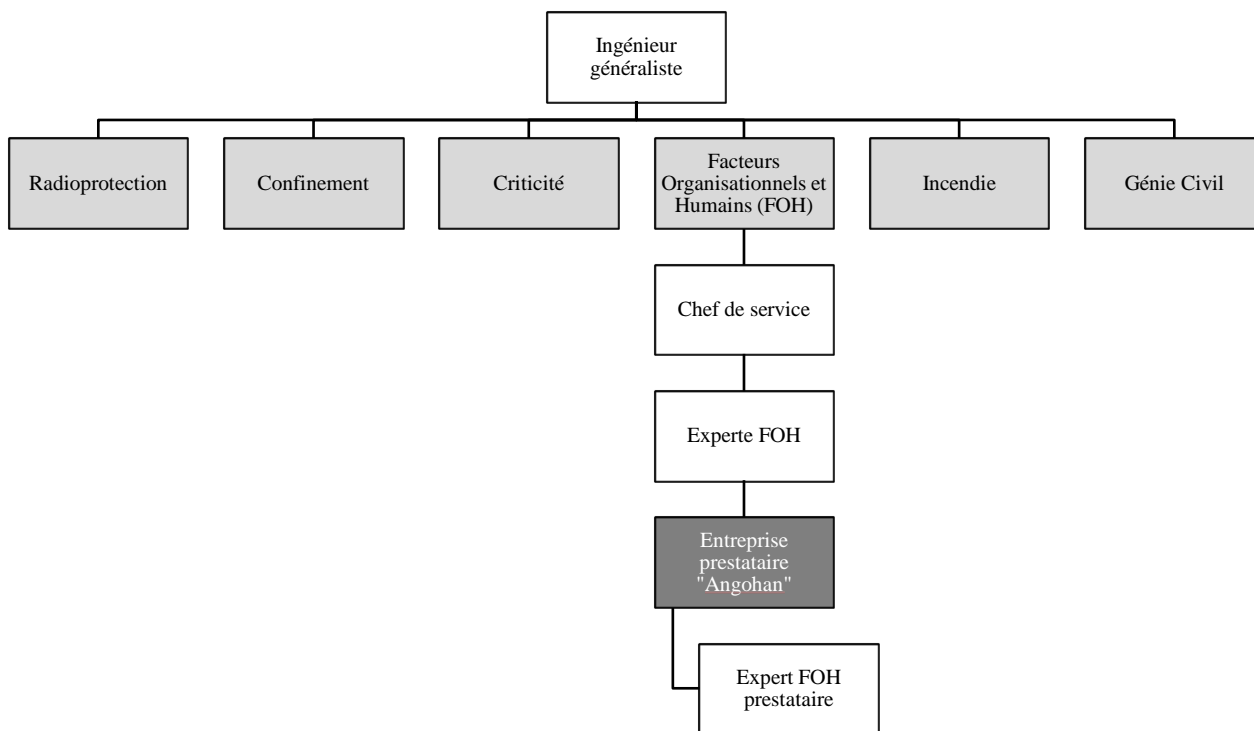 Ingénieur
généraliste
Radioprotection
Confinement
Criticité
Facteurs
Organisationnels et
Humains (FOH)
Incendie
Génie Civil
Chef de service
Experte FOH
Entreprise
prestataire
"Angohan"
Expert FOH
prestataire